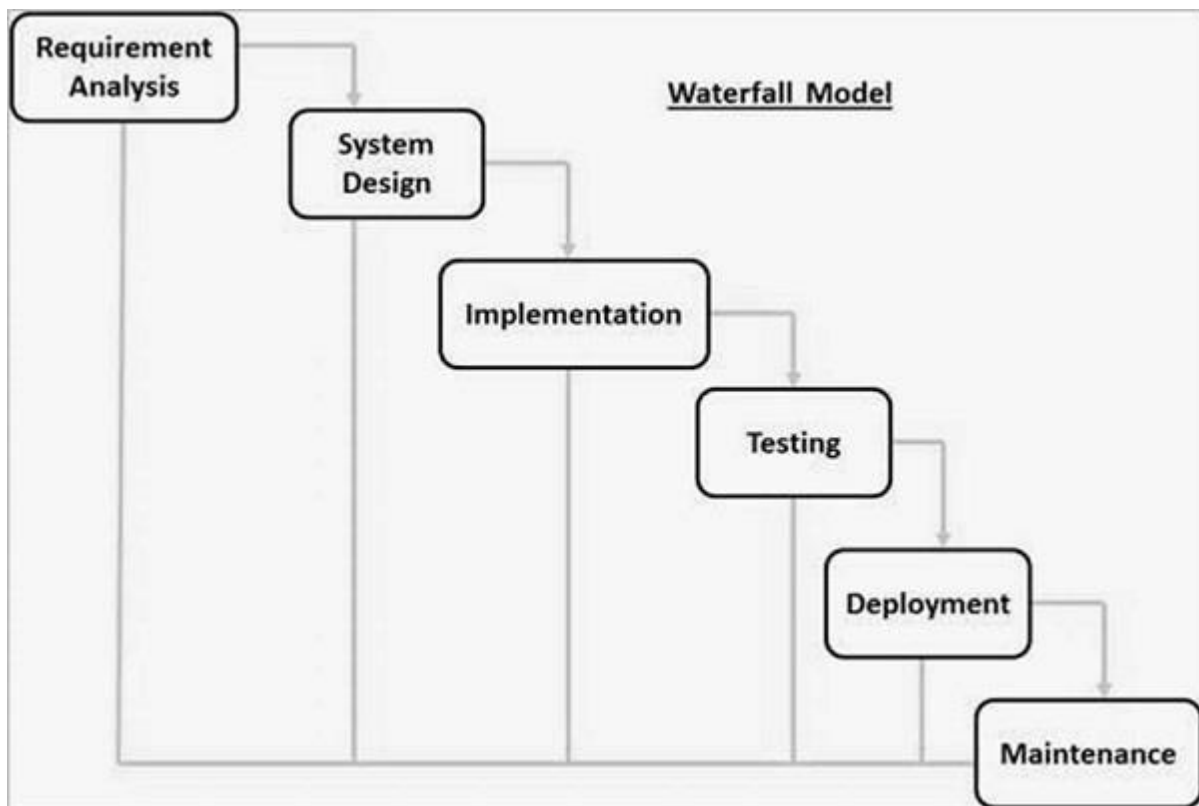 Requirement
Analysis
Waterfall Model
System
Design
Implementation
Testing
Deployment
Maintenance